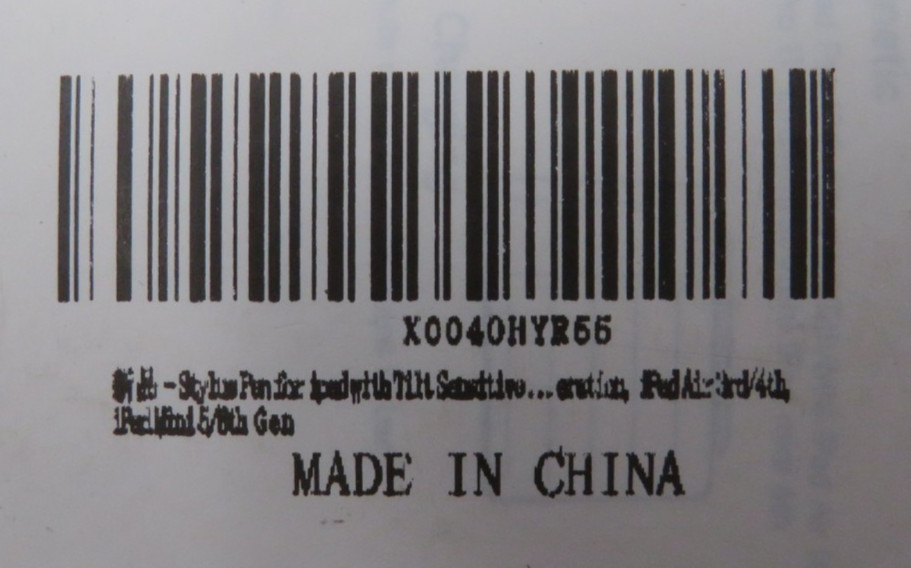 X0040HYR55
新品 - Stylus Pen for ipad with Tilt Sensitive...eration, iPad Air 3rd/4th,
iPad Mini 5/6th Gen
MADE IN CHINA